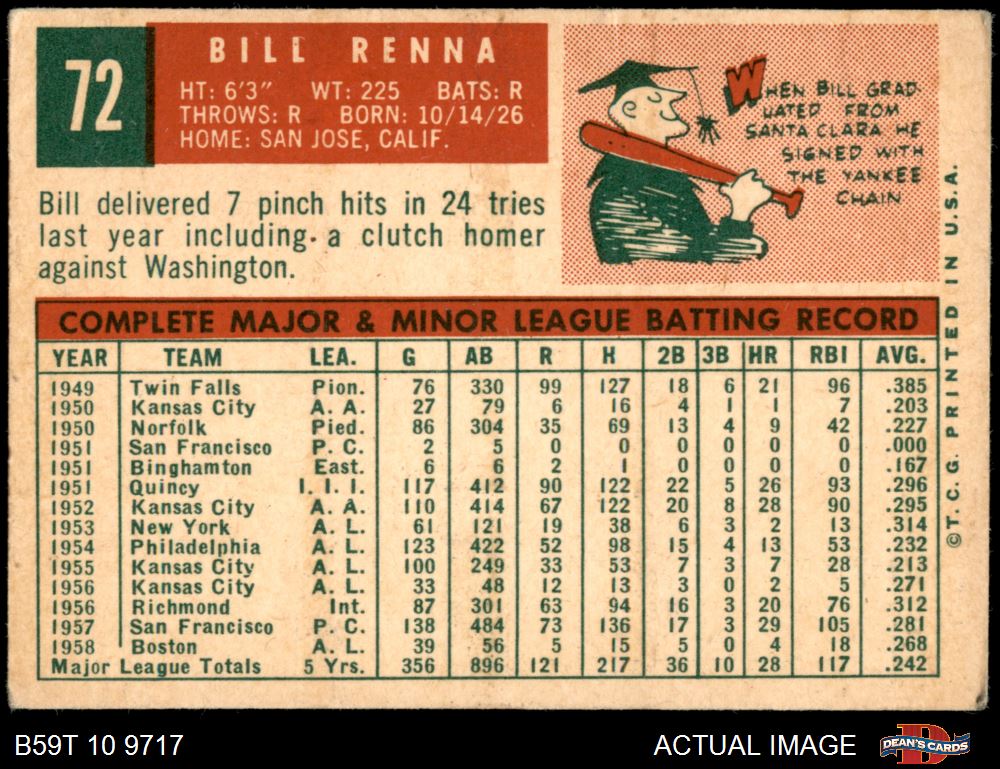 72
BILL RENNA
HT: 6'3" WT: 225 BATS: R
THROWS: R BORN: 10/14/26
HOME: SAN JOSE, CALIF.
WHEN BILL GRAD-
UATED FROM
SANTA CLARA HE
SIGNED WITH
THE YANKEE
CHAIN
Bill delivered 7 pinch hits in 24 tries
last year including a clutch homer
against Washington.
COMPLETE MAJOR & MINOR LEAGUE BATTING RECORD
YEAR TEAM LEA. G AB R H 2B 3B HR RBI AVG.
1949 Twin Falls Pion. 76 330 99 127 18 6 21 96 .385
1950 Kansas City A. A. 27 79 6 16 4 1 1 7 .203
1950 Norfolk Pied. 86 304 35 69 13 4 9 42 .227
1951 San Francisco P. C. 2 5 0 0 0 0 0 0 .000
1951 Binghamton East. 6 6 2 1 0 0 0 0 .167
1951 Quincy I. I. I. 117 412 90 122 22 5 26 93 .296
1952 Kansas City A. A. 110 414 67 122 20 8 28 90 .295
1953 New York A. L. 61 121 19 38 6 3 2 13 .314
1954 Philadelphia A. L. 123 422 52 98 15 4 13 53 .232
1955 Kansas City A. L. 100 249 33 53 7 3 7 28 .213
1956 Kansas City A. L. 33 48 12 13 3 0 2 5 .271
1956 Richmond Int. 87 301 63 94 16 3 20 76 .312
1957 San Francisco P. C. 138 484 73 136 17 3 29 105 .281
1958 Boston A. L. 39 56 5 15 5 0 4 18 .268
Major League Totals 5 Yrs. 356 896 121 217 36 10 28 117 .242
©T. C. G. PRINTED IN U.S.A.
B59T 10 9717
ACTUAL IMAGE
DEAN'S CARDS